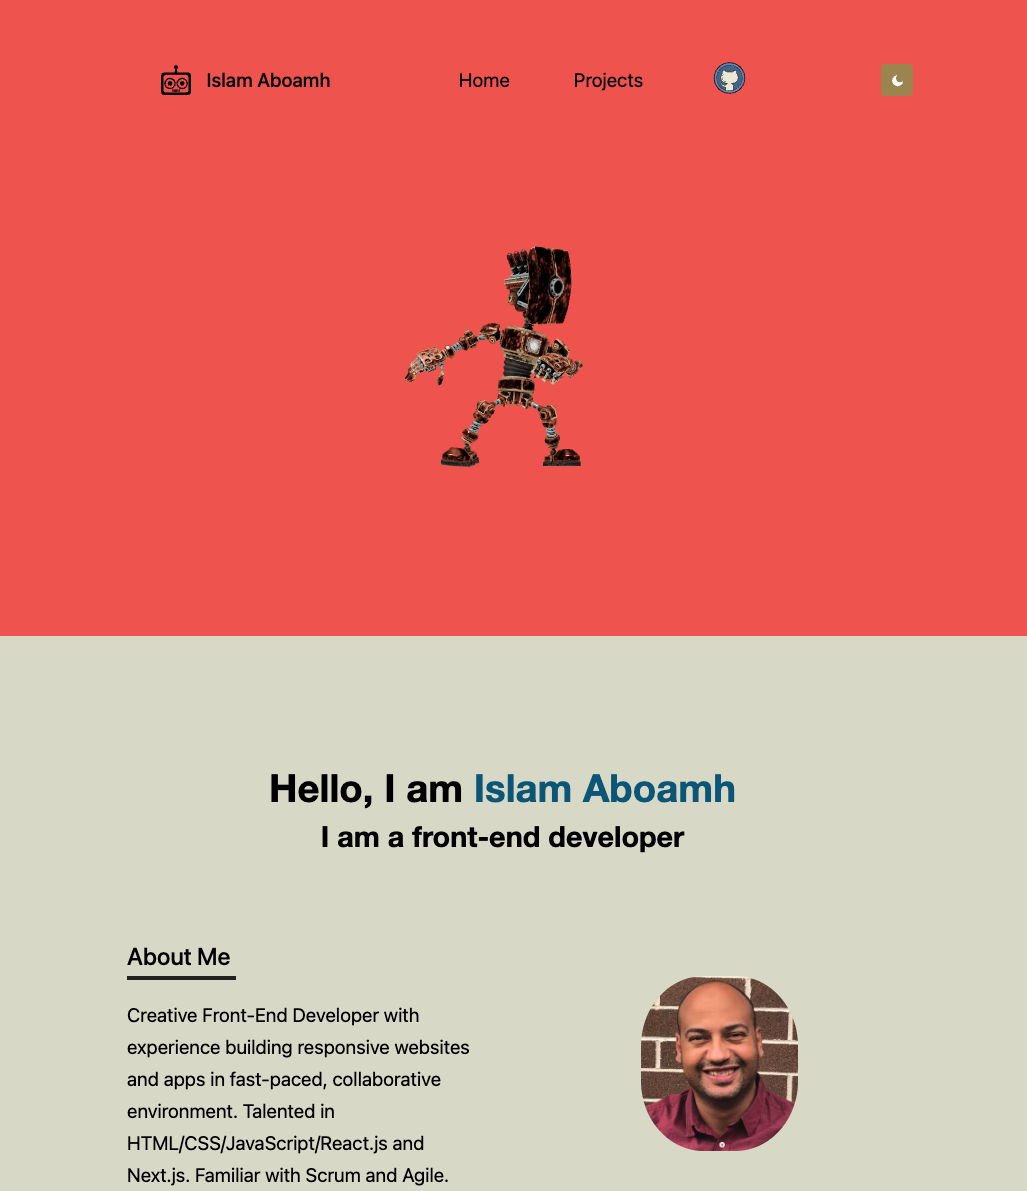 Islam Aboamh Home Projects
Hello, I am Islam Aboamh
I am a front-end developer
About Me
Creative Front-End Developer with
experience building responsive websites
and apps in fast-paced, collaborative
environment. Talented in
HTML/CSS/JavaScript/React.js and
Next.js. Familiar with Scrum and Agile.